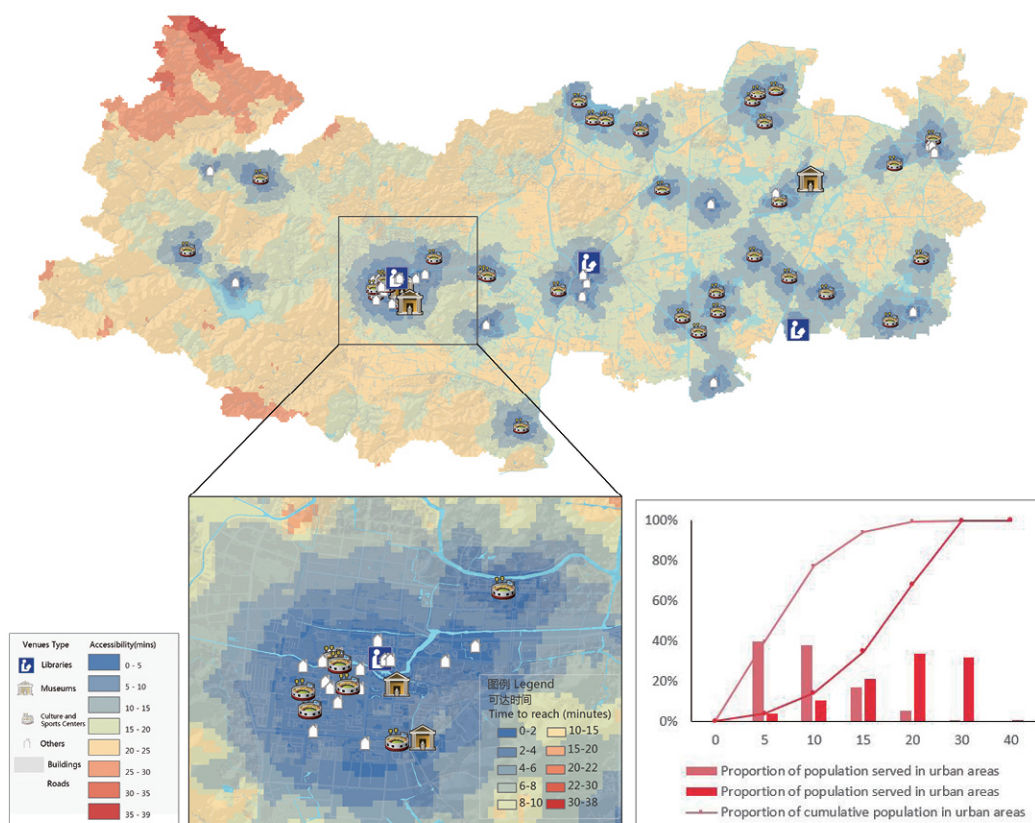 Venues Type
Accessibility(mins)
Libraries
Museums
Culture and
Sports Centers
Others
Buildings
Roads
0 - 5
5 - 10
10 - 15
15 - 20
20 - 25
25 - 30
30 - 35
35 - 39
图例 Legend
可达时间
Time to reach (minutes)
0-2
2-4
4-6
6-8
8-10
10-15
15-20
20-22
22-30
30-38
100%
80%
60%
40%
20%
0%
0 5 10 15 20 30 40
Proportion of population served in urban areas
Proportion of population served in urban areas
Proportion of cumulative population in urban areas